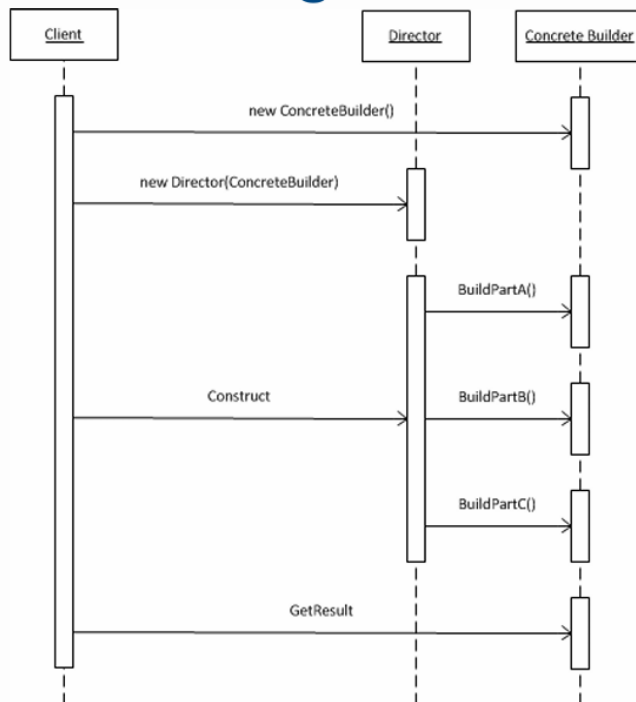 Client
Director
Concrete Builder
new ConcreteBuilder()
new Director(ConcreteBuilder)
BuildPartA()
Construct
BuildPartB()
BuildPartC()
GetResult